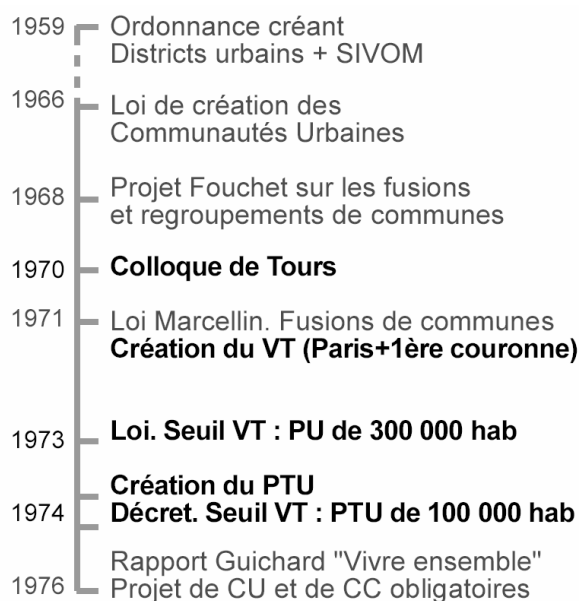 1959 Ordonnance créant
Districts urbains + SIVOM
1966 Loi de création des
Communautés Urbaines
1968 Projet Fouchet sur les fusions
et regroupements de communes
1970 Colloque de Tours
1971 Loi Marcellin. Fusions de communes
Création du VT (Paris+1ère couronne)
1973 Loi. Seuil VT : PU de 300 000 hab
Création du PTU
1974 Décret. Seuil VT : PTU de 100 000 hab
Rapport Guichard "Vivre ensemble"
1976 Projet de CU et de CC obligatoires